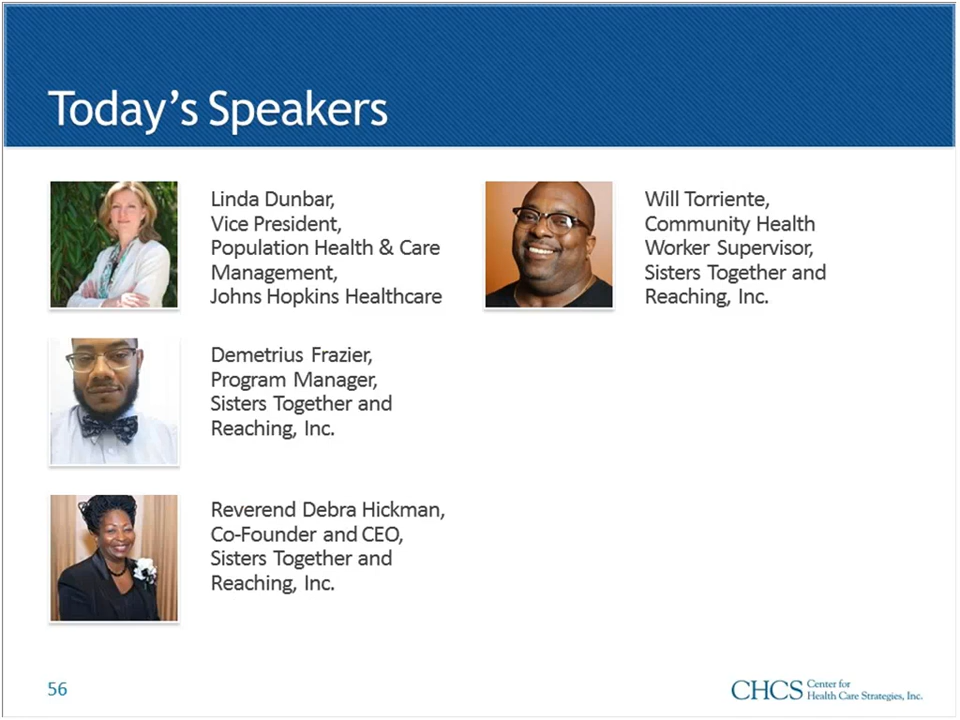 Today's Speakers
Linda Dunbar,
Vice President,
Population Health & Care
Management,
Johns Hopkins Healthcare
Demetrius Frazier,
Program Manager,
Sisters Together and
Reaching, Inc.
Reverend Debra Hickman,
Co-Founder and CEO,
Sisters Together and
Reaching, Inc.
Will Torriente,
Community Health
Worker Supervisor,
Sisters Together and
Reaching, Inc.
56
CHCS Center for
Health Care Strategies, Inc.